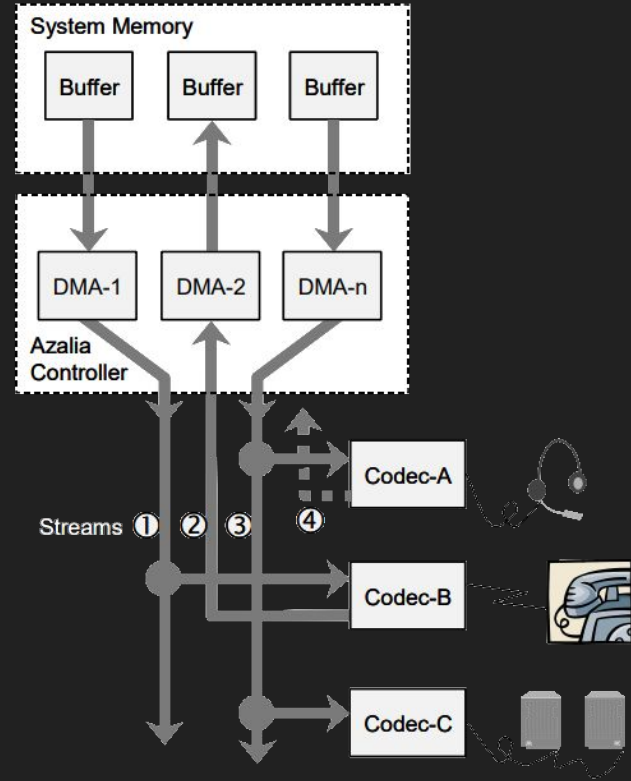 System Memory
Buffer
Buffer
Buffer
DMA-1
DMA-2
DMA-n
Azalia
Controller
Codec-A
Streams ① ② ③ ④
Codec-B
Codec-C